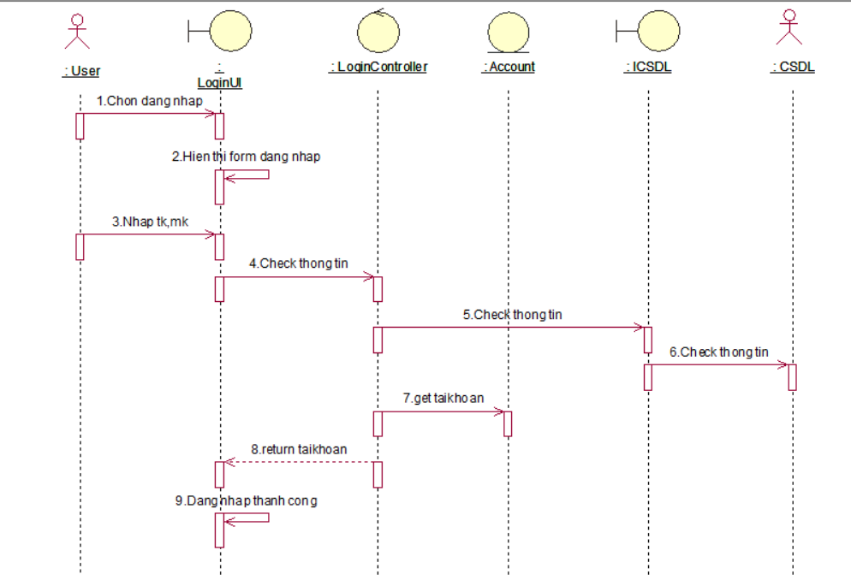 : User
:
LoginUI
: LoginController
: Account
: ICSDL
: CSDL
1.Chon dang nhap
2.Hien thi form dang nhap
3.Nhap tk,mk
4.Check thong tin
5.Check thong tin
6.Check thong tin
7.get taikhoan
8.return taikhoan
9.Dang nhap thanh cong